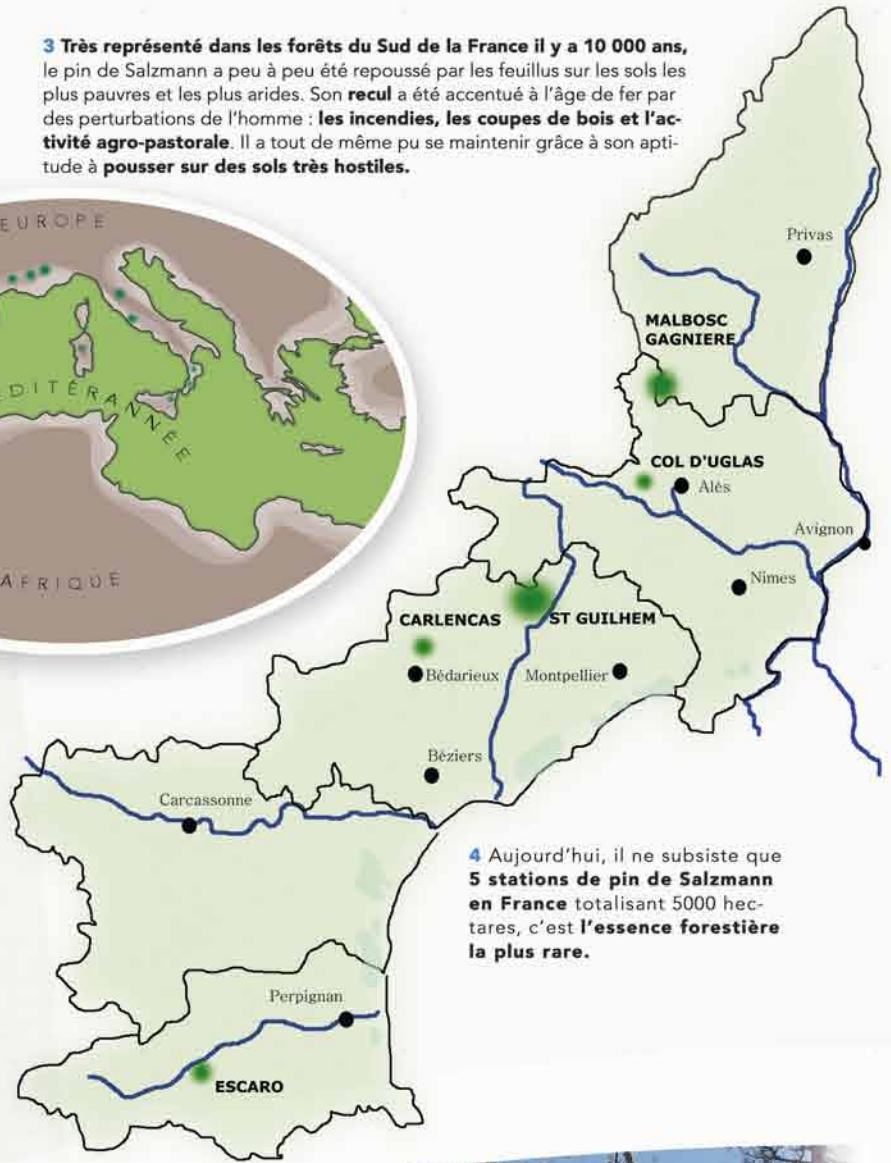 3 Très représenté dans les forêts du Sud de la France il y a 10 000 ans,
le pin de Salzmann a peu à peu été repoussé par les feuillus sur les sols les
plus pauvres et les plus arides. Son recul a été accentué à l'âge de fer par
des perturbations de l'homme : les incendies, les coupes de bois et l'ac-
tivité agro-pastorale. Il a tout de même pu se maintenir grâce à son apti-
tude à pousser sur des sols très hostiles.
EUROPE
EDITÉRANNÉE
AFRIQUE
Privas
MALBOSC
GAGNIERE
COL D'UGLAS
Alés
Avignon
Nimes
CARLENCAS
ST GUILHEM
Bédarieux
Montpellier
Béziers
Carcassonne
4 Aujourd'hui, il ne subsiste que
5 stations de pin de Salzmann
en France totalisant 5000 hec-
tares, c'est l'essence forestière
la plus rare.
Perpignan
ESCARO